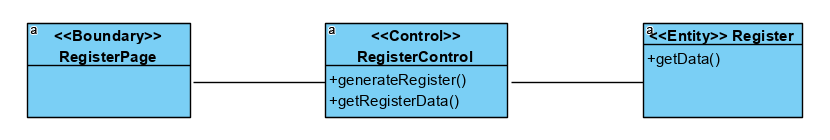 a
<<Boundary>>
RegisterPage
a
<<Control>>
RegisterControl
+generateRegister()
+getRegisterData()
a
<<Entity>> Register
+getData()